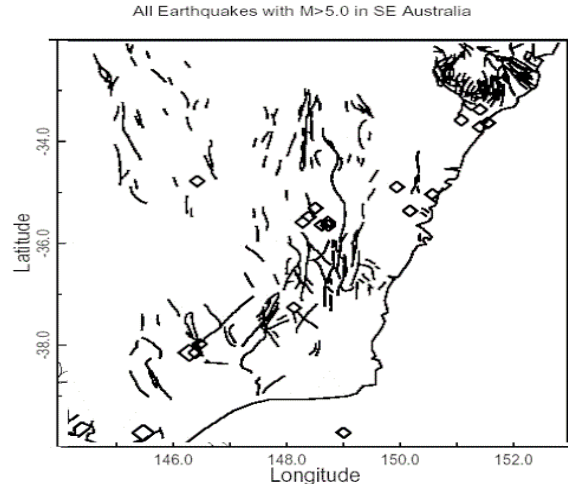 All Earthquakes with M>5.0 in SE Australia
-34.0
-36.0
-38.0
Latitude
146.0 148.0 150.0 152.0
Longitude